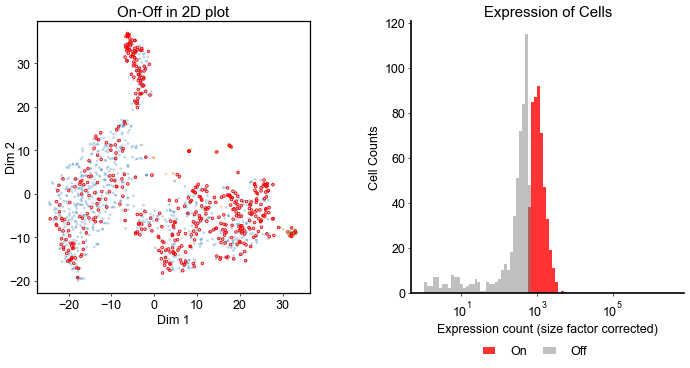 On-Off in 2D plot
Dim 2
30
20
10
0
−10
−20
−20 −10 0 10 20 30
Dim 1
Expression of Cells
Cell Counts
120
100
80
60
40
20
0
10^1 10^3 10^5
Expression count (size factor corrected)
On Off